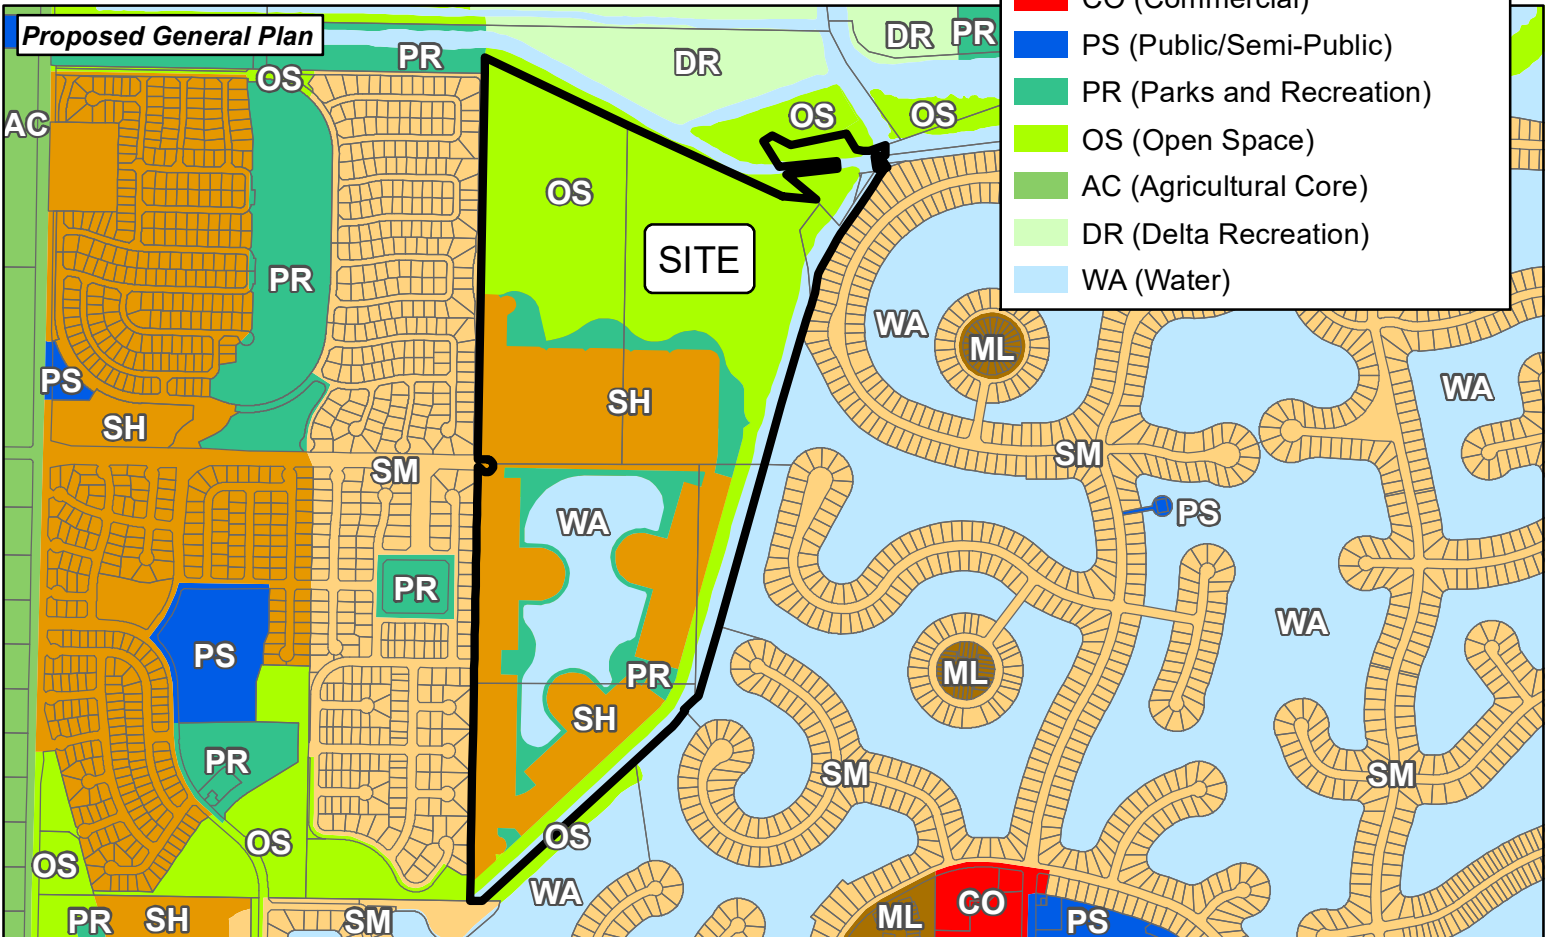 CO (Commercial)
Proposed General Plan
PS (Public/Semi-Public)
PR (Parks and Recreation)
OS (Open Space)
AC (Agricultural Core)
DR (Delta Recreation)
WA (Water)
PR
DR
DR
PR
OS
AC
OS
OS
OS
SITE
PR
WA
ML
PS
WA
SH
SH
SM
SM
PS
WA
PR
WA
PS
PR
ML
SH
PR
SM
SM
OS
OS
OS
WA
PR
SH
SM
ML
CO
PS